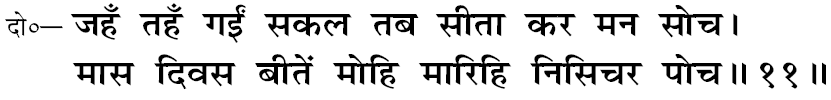 दो०— जहँ तहँ गईं सकल तब सीता कर मन सोच।
मास दिवस बीतें मोहि मारिहि निसिचर पोच॥ ११॥